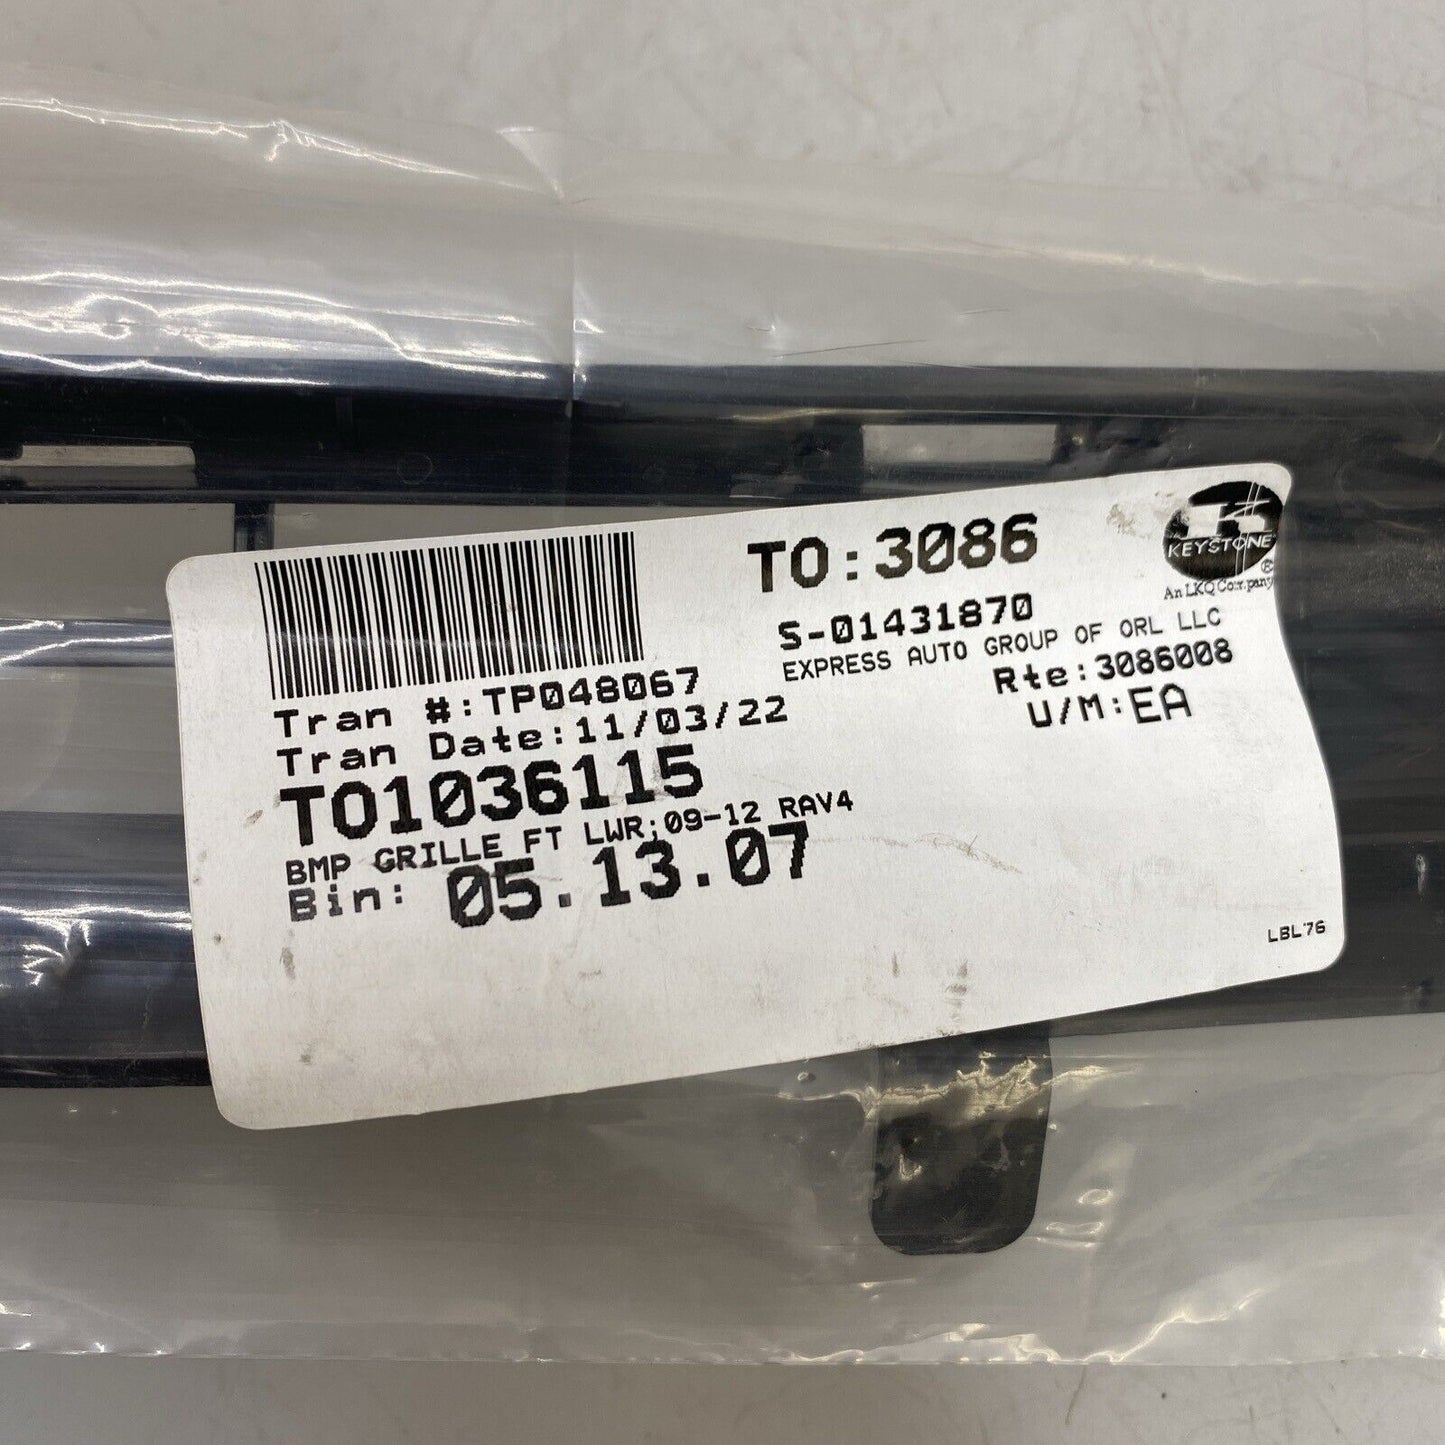 TO:3086
KEYSTONE®
An LKQ Company
S-01431870
EXPRESS AUTO GROUP OF ORL LLC
Tran #:TP048067
Rte:3086008
Tran Date:11/03/22
U/M:EA
TO1036115
BMP GRILLE FT LWR;09-12 RAV4
Bin: 05.13.07
LBL76